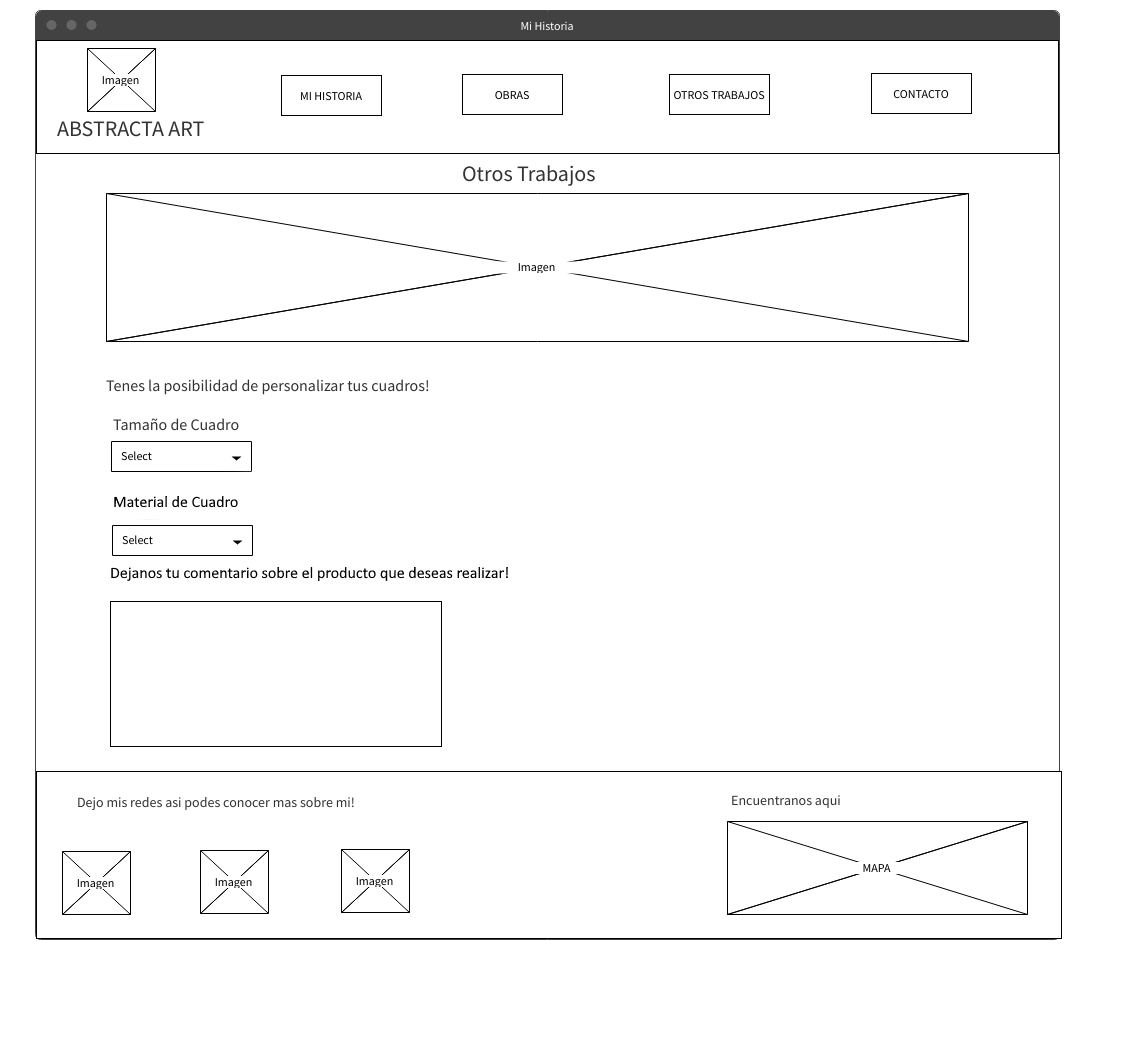 Mi Historia
Imagen
ABSTRACTA ART
MI HISTORIA
OBRAS
OTROS TRABAJOS
CONTACTO
Otros Trabajos
Imagen
Tenes la posibilidad de personalizar tus cuadros!
Tamaño de Cuadro
Select
Material de Cuadro
Select
Dejanos tu comentario sobre el producto que deseas realizar!
Dejo mis redes asi podes conocer mas sobre mi!
Imagen
Imagen
Imagen
Encuentranos aqui
MAPA